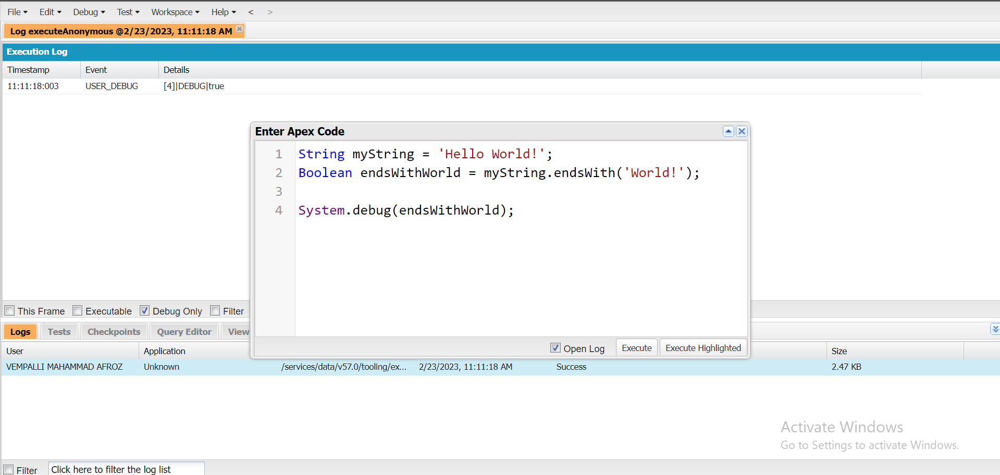 File Edit Debug Test Workspace Help < >
Log executeAnonymous @2/23/2023, 11:11:18 AM
Execution Log
Timestamp Event Details
11:11:18:003 USER_DEBUG [4]|DEBUG|true
Enter Apex Code
1 String myString = 'Hello World!';
2 Boolean endsWithWorld = myString.endsWith('World!');
3
4 System.debug(endsWithWorld);
Open Log Execute Execute Highlighted
This Frame Executable Debug Only Filter
Logs Tests Checkpoints Query Editor View
User Application Size
VEMPALLI MAHAMMAD AFROZ Unknown /services/data/v57.0/tooling/ex... 2/23/2023, 11:11:18 AM Success 2.47 KB
Activate Windows
Go to Settings to activate Windows.
Filter Click here to filter the log list